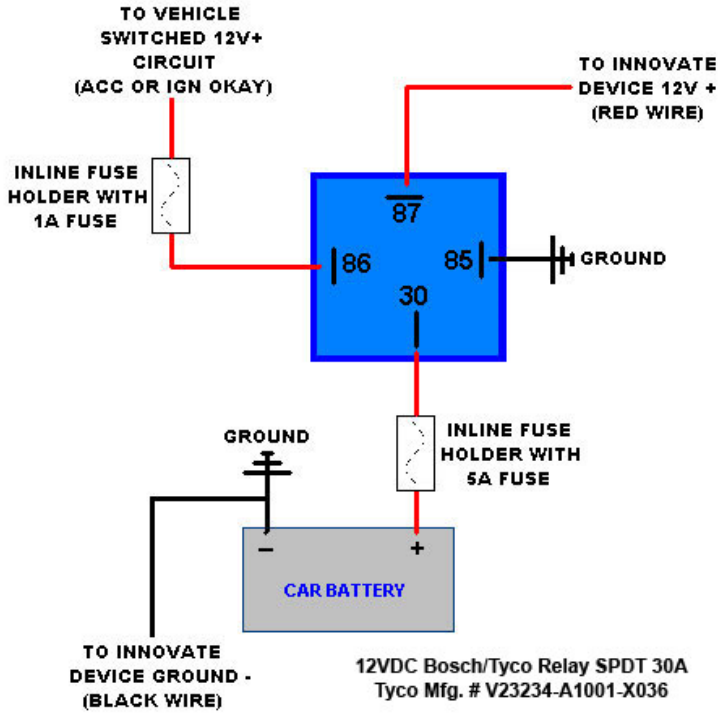 TO VEHICLE
SWITCHED 12V+
CIRCUIT
(ACC OR IGN OKAY)
TO INNOVATE
DEVICE 12V +
(RED WIRE)
INLINE FUSE
HOLDER WITH
1A FUSE
87
86
85
30
GROUND
INLINE FUSE
HOLDER WITH
5A FUSE
GROUND
–
+
CAR BATTERY
TO INNOVATE
DEVICE GROUND -
(BLACK WIRE)
12VDC Bosch/Tyco Relay SPDT 30A
Tyco Mfg. # V23234-A1001-X036